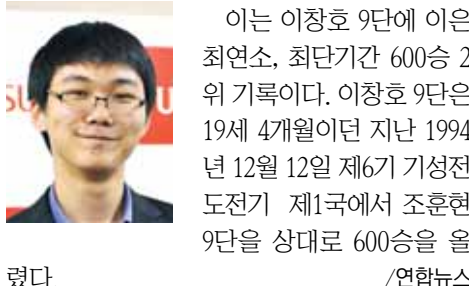 이는 이창호 9단에 이은
최연소, 최단기간 600승 2
위 기록이다. 이창호 9단은
19세 4개월이던 지난 1994
년 12월 12일 제6기 기성전
도전기 제1국에서 조훈현
9단을 상대로 600승을 올
렸다 /연합뉴스